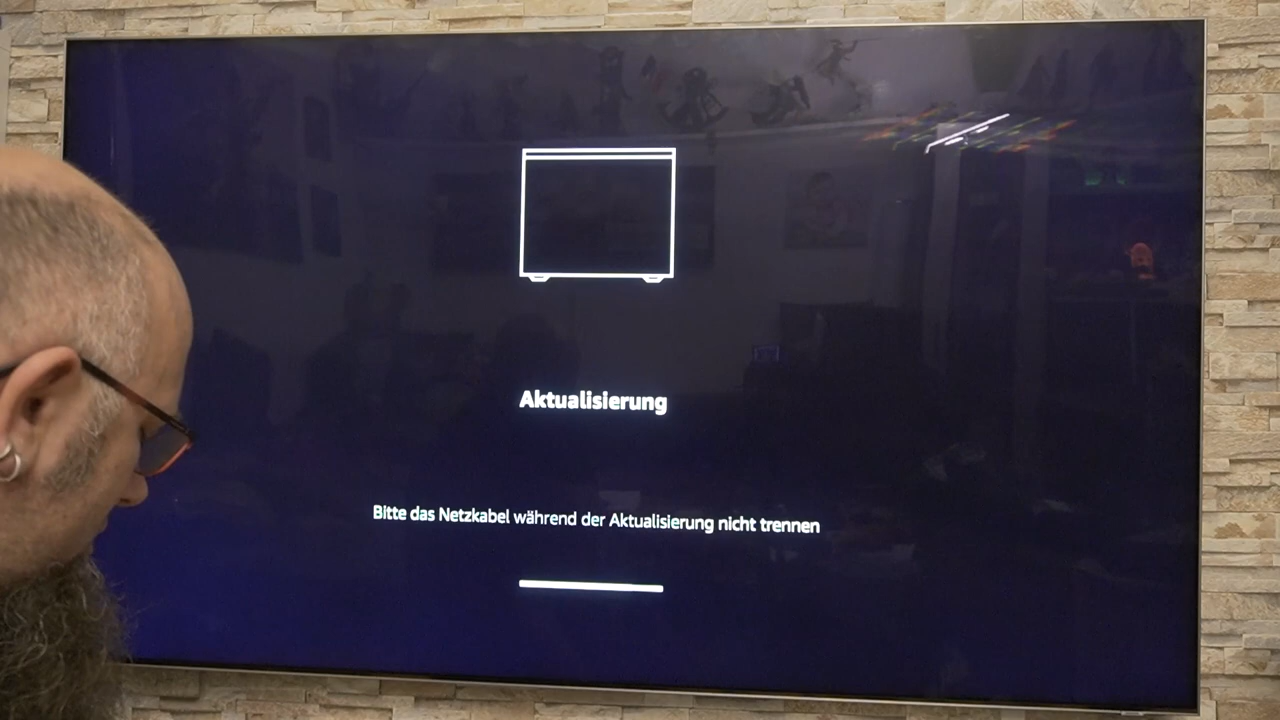 Aktualisierung
Bitte das Netzkabel während der Aktualisierung nicht trennen